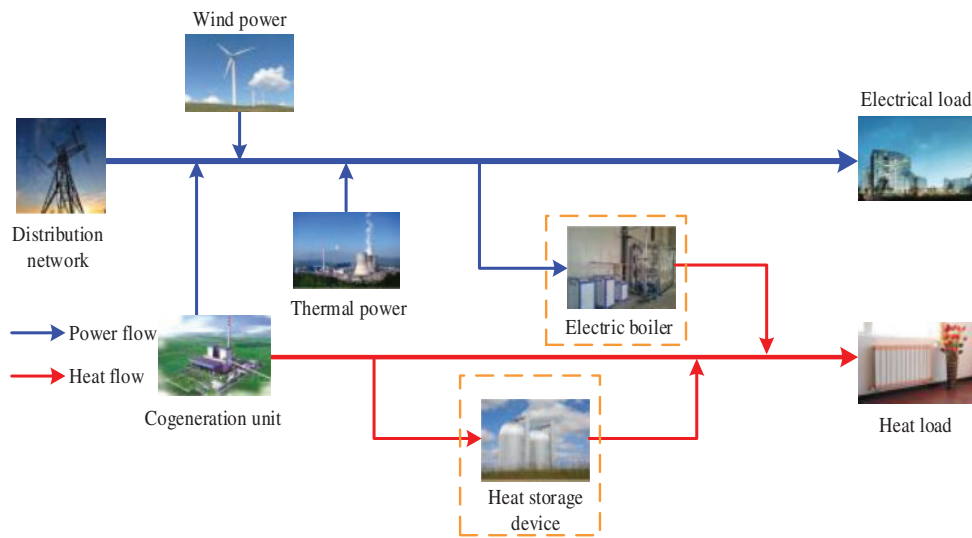 Wind power
Electrical load
Distribution
network
Thermal power
Electric boiler
Power flow
Heat flow
Cogeneration unit
Heat load
Heat storage
device